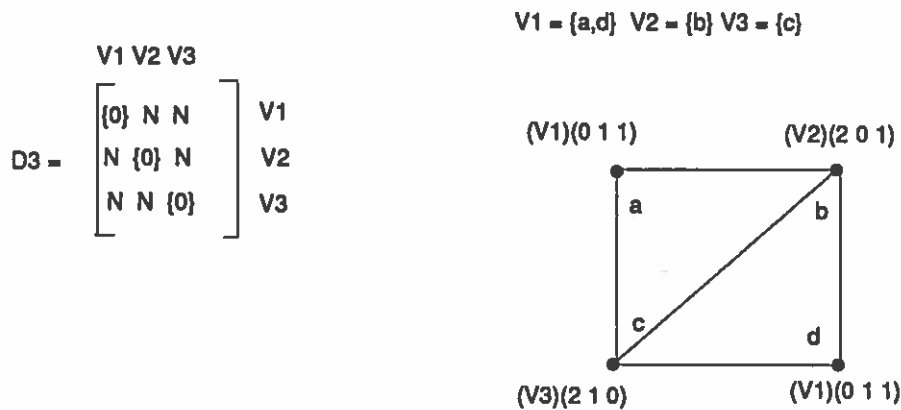 V1 = {a,d} V2 = {b} V3 = {c}
V1 V2 V3
{0} N N V1
D3 = N {0} N V2
N N {0} V3
(V1)(0 1 1) (V2)(2 0 1)
a b
c d
(V3)(2 1 0) (V1)(0 1 1)